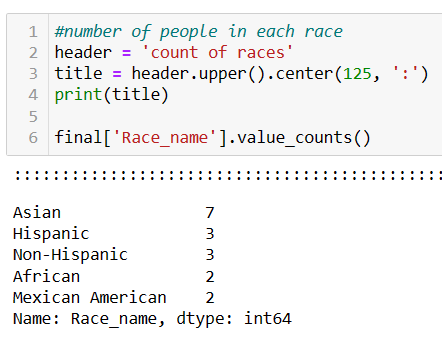 1 #number of people in each race
2 header = 'count of races'
3 title = header.upper().center(125, ':')
4 print(title)
5
6 final['Race_name'].value_counts()
::::::::::::::::::::::::::::::::::::::::::::
Asian 7
Hispanic 3
Non-Hispanic 3
African 2
Mexican American 2
Name: Race_name, dtype: int64